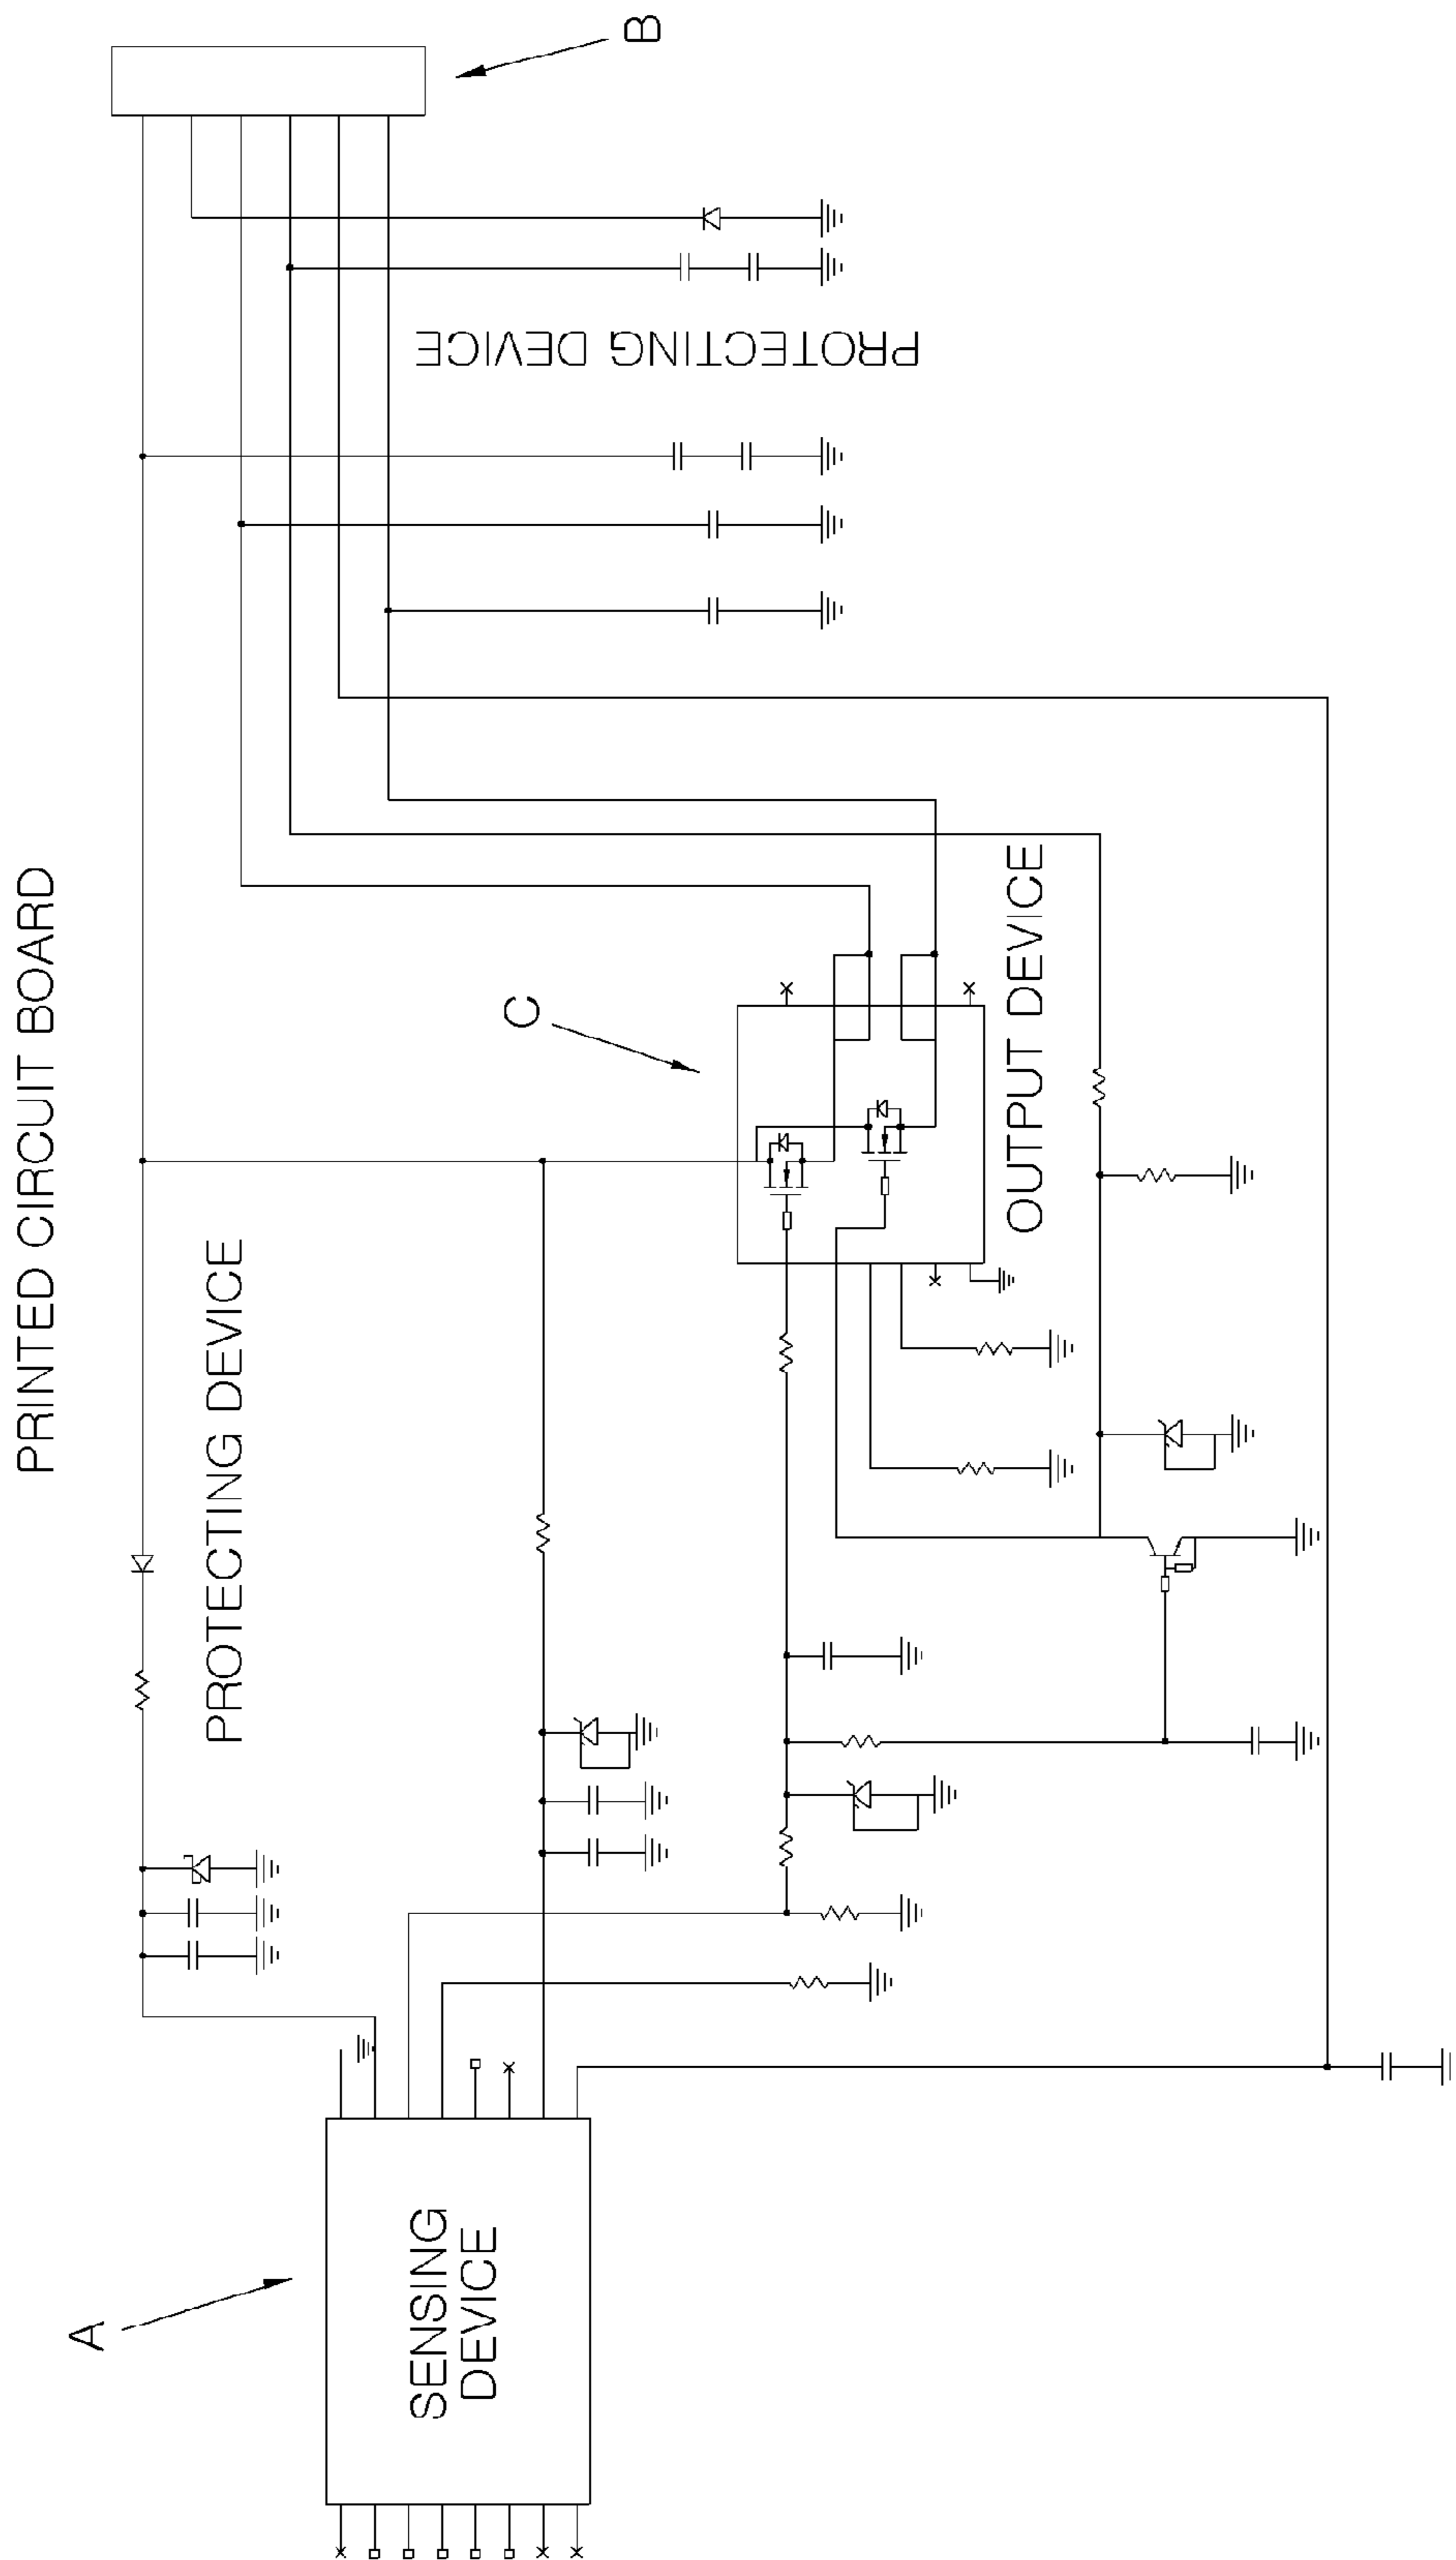 PRINTED CIRCUIT BOARD
A
SENSING
DEVICE
PROTECTING DEVICE
C
OUTPUT DEVICE
PROTECTING DEVICE
B